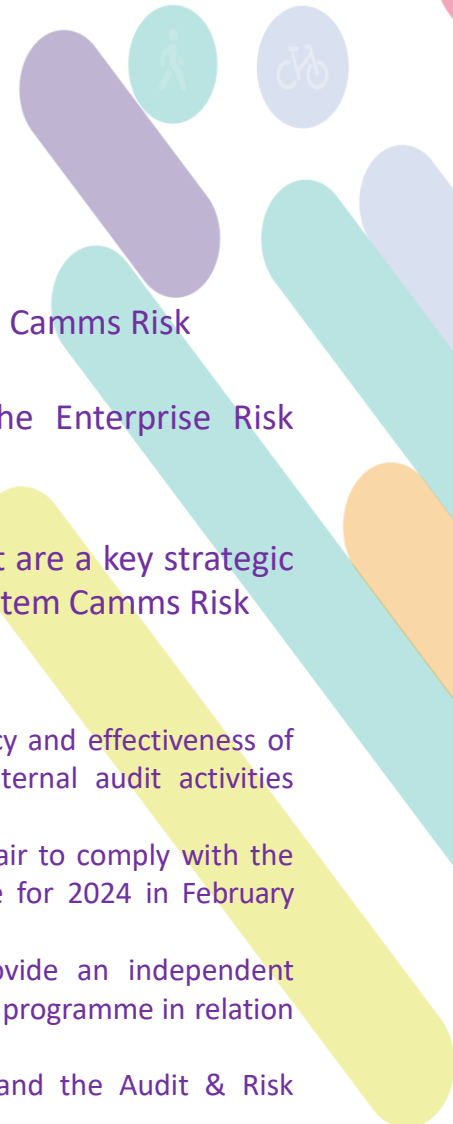 Camms Risk
he Enterprise Risk
t are a key strategic
tem Camms Risk
cy and effectiveness of
ternal audit activities
air to comply with the
e for 2024 in February
ovide an independent
programme in relation
and the Audit & Risk